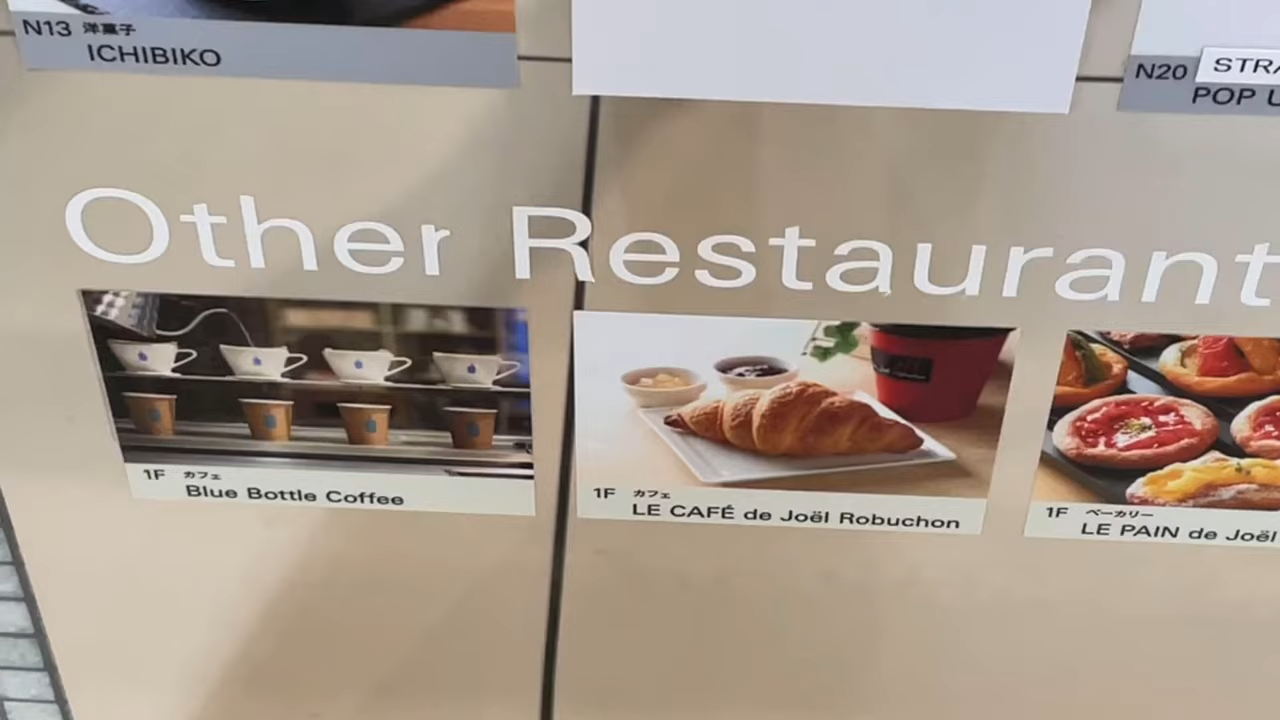 N13 洋菓子
ICHIBIKO
N20
POP
Other Restaurant
1F カフェ
Blue Bottle Coffee
1F カフェ
LE CAFÉ de Joël Robuchon
1F ベーカリー
LE PAIN de Joël